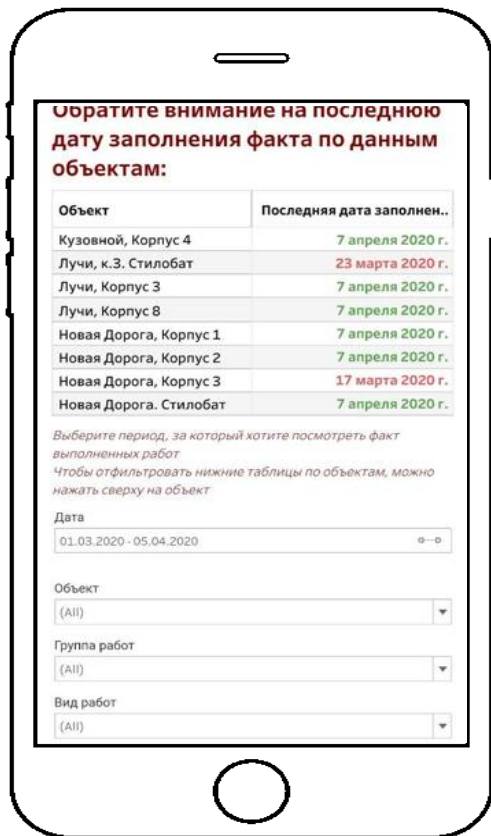 Обратите внимание на последнюю
дату заполнения факта по данным
объектам:
Объект Последняя дата заполнен..
Кузовной, Корпус 4 7 апреля 2020 г.
Лучи, к.3. Стилобат 23 марта 2020 г.
Лучи, Корпус 3 7 апреля 2020 г.
Лучи, Корпус 8 7 апреля 2020 г.
Новая Дорога, Корпус 1 7 апреля 2020 г.
Новая Дорога, Корпус 2 7 апреля 2020 г.
Новая Дорога, Корпус 3 17 марта 2020 г.
Новая Дорога. Стилобат 7 апреля 2020 г.
Выберите период, за который хотите посмотреть факт
выполненных работ
Чтобы отфильтровать нижние таблицы по объектам, можно
нажать сверху на объект
Дата
01.03.2020 - 05.04.2020
Объект
(All)
Группа работ
(All)
Вид работ
(All)